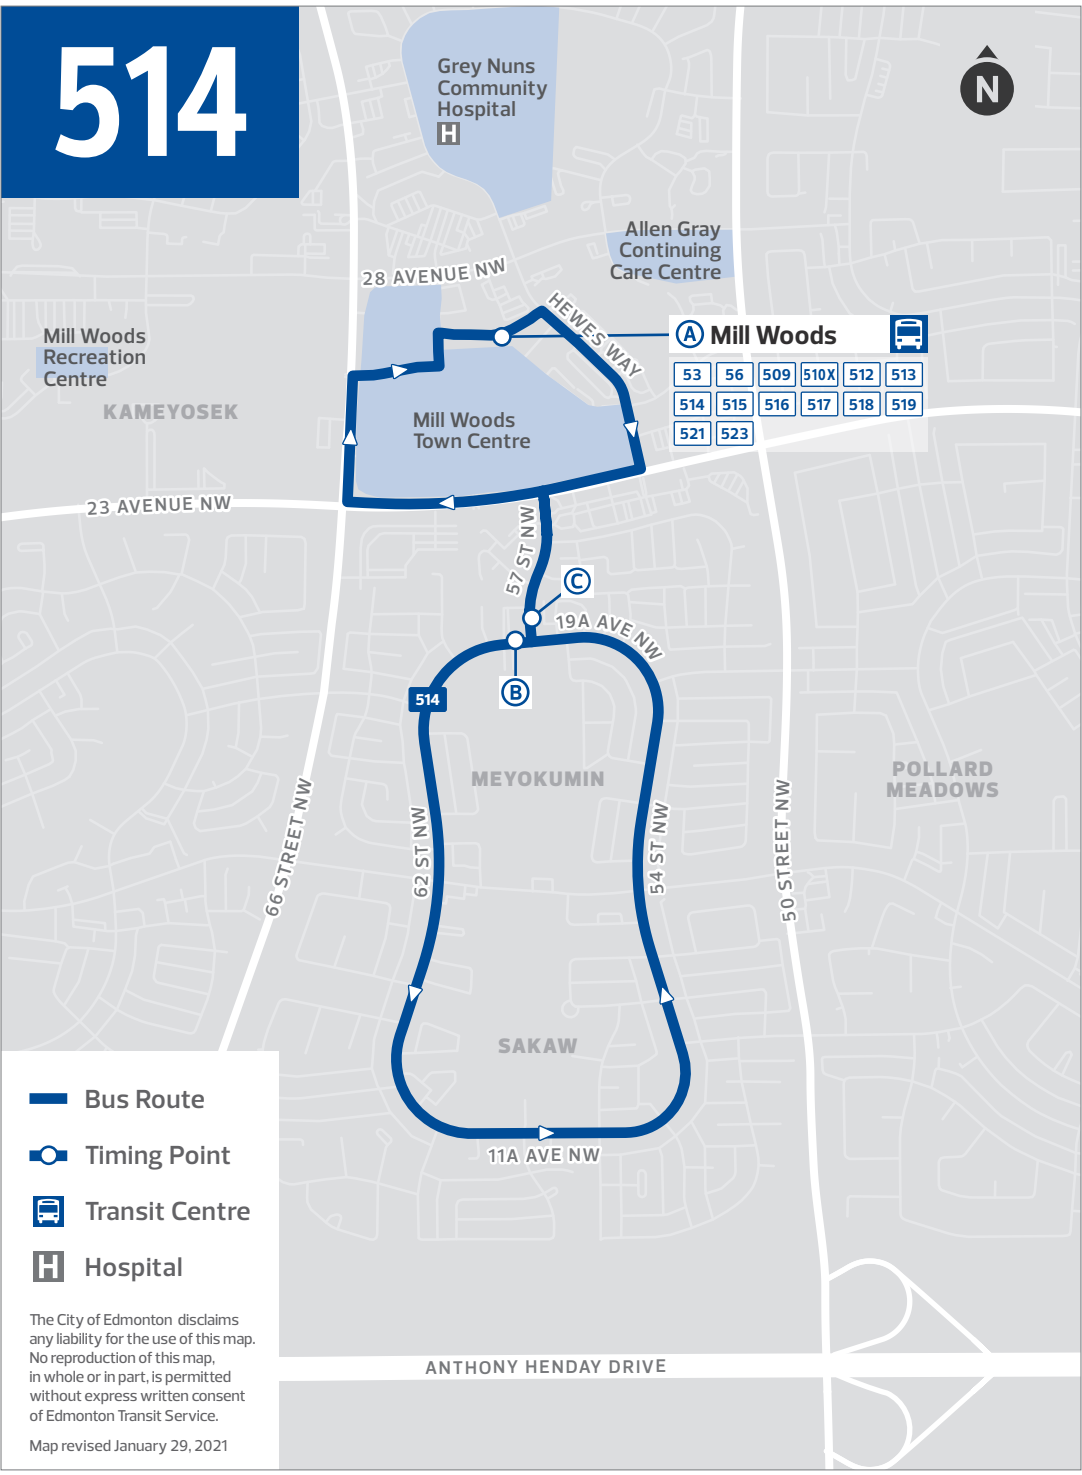 514
Grey Nuns
Community
Hospital
H
N
Allen Gray
Continuing
Care Centre
28 AVENUE NW
HEWES WAY
Mill Woods
Recreation
Centre
KAMEYOSEK
A Mill Woods
53 56 509 510X 512 513
514 515 516 517 518 519
521 523
Mill Woods
Town Centre
23 AVENUE NW
57 ST NW
C
19A AVE NW
B
514
MEYOKUMIN
POLLARD
MEADOWS
66 STREET NW
62 ST NW
54 ST NW
50 STREET NW
SAKAW
11A AVE NW
Bus Route
Timing Point
Transit Centre
H Hospital
The City of Edmonton disclaims
any liability for the use of this map.
No reproduction of this map,
in whole or in part, is permitted
without express written consent
of Edmonton Transit Service.
Map revised January 29, 2021
ANTHONY HENDAY DRIVE